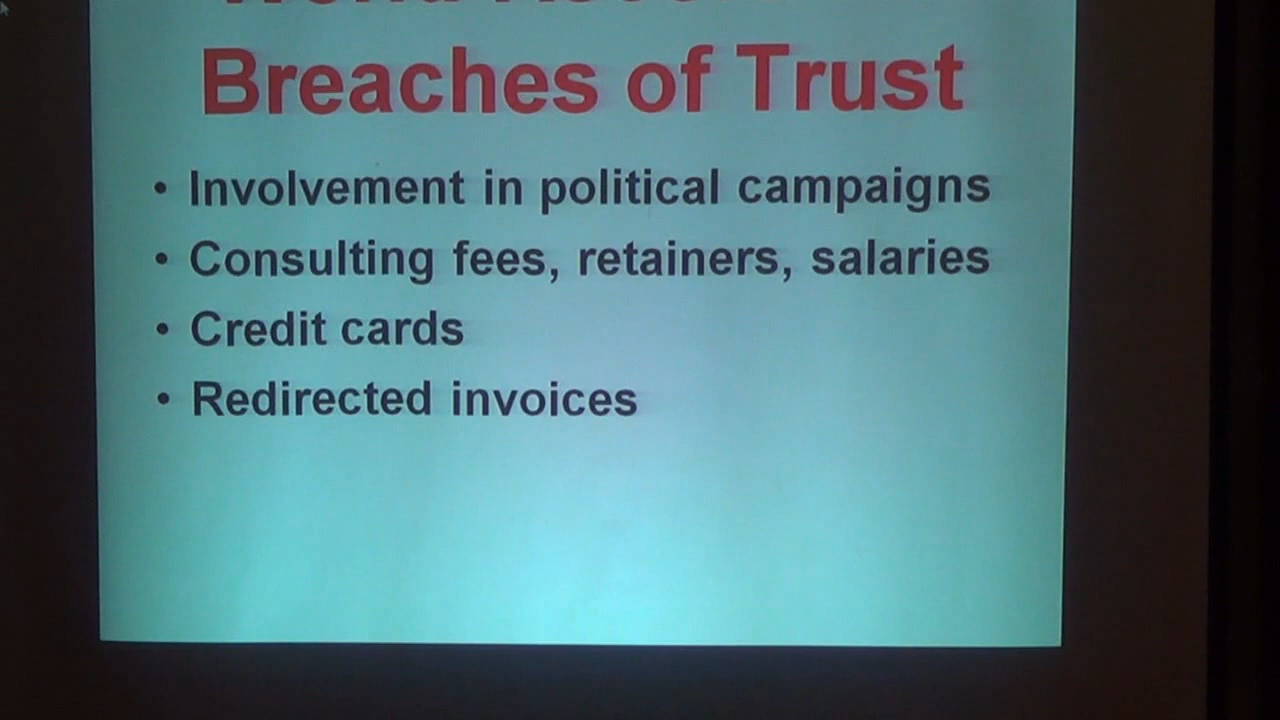 Breaches of Trust
• Involvement in political campaigns
• Consulting fees, retainers, salaries
• Credit cards
• Redirected invoices